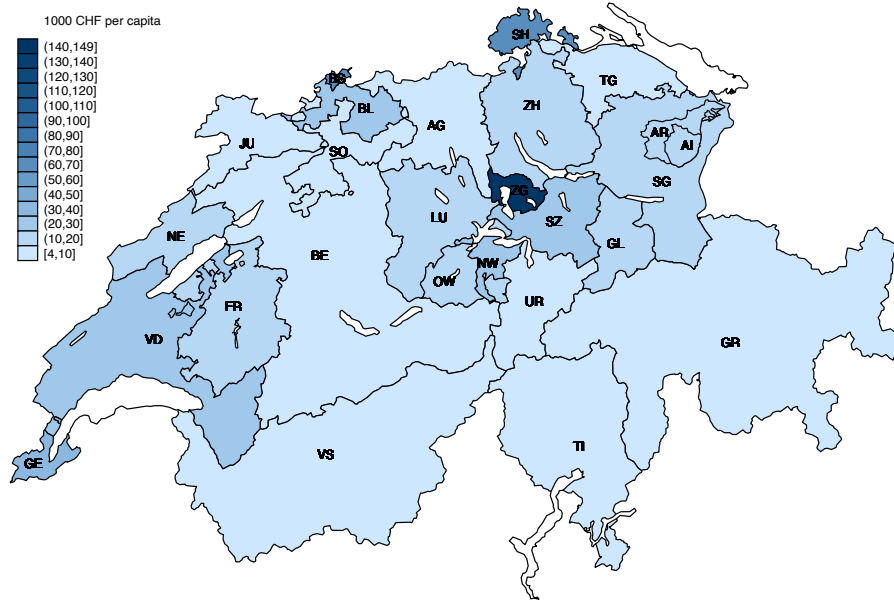 1000 CHF per capita
(140,149]
(130,140]
(120,130]
(110,120]
(100,110]
(90,100]
(80,90]
(70,80]
(60,70]
(50,60]
(40,50]
(30,40]
(20,30]
(10,20]
[4,10]
SH
BS
TG
BL
ZH
AG
AR
JU
AI
SO
SG
ZG
LU
SZ
NE
GL
BE
NW
OW
FR
UR
VD
GR
TI
VS
GE